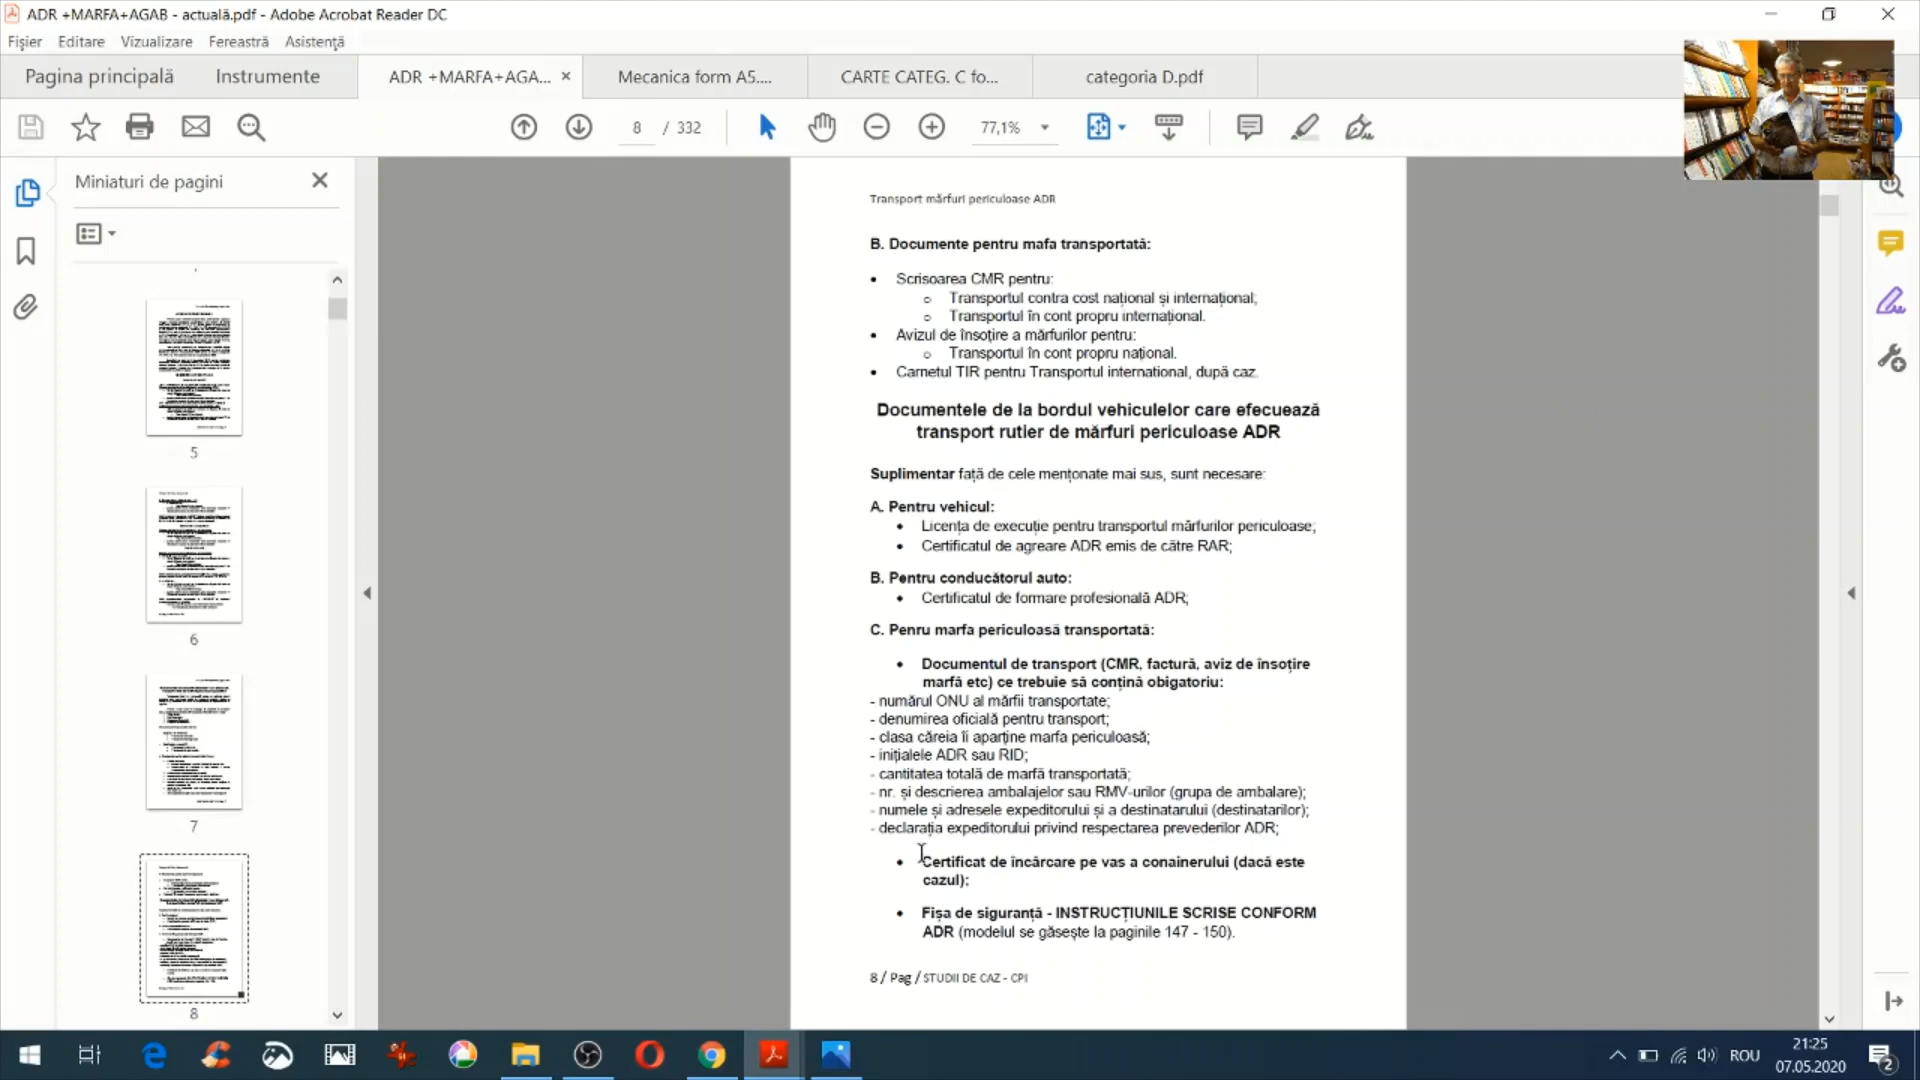 ADR +MARFA+AGAB - actuală.pdf - Adobe Acrobat Reader DC
Fișier Editare Vizualizare Fereastră Asistență
Pagina principală Instrumente ADR +MARFA+AGA... × Mecanica form A5.... CARTE CATEG. C fo... categoria D.pdf
8 / 332 77,1%
Miniaturi de pagini
5
6
7
8
Transport mărfuri periculoase ADR
B. Documente pentru mafa transportată:
• Scrisoarea CMR pentru:
o Transportul contra cost național și internațional;
o Transportul în cont propru internațional.
• Avizul de însoțire a mărfurilor pentru:
o Transportul în cont propru național.
• Carnetul TIR pentru Transportul international, după caz.
Documentele de la bordul vehiculelor care efecuează
transport rutier de mărfuri periculoase ADR
Suplimentar față de cele menționate mai sus, sunt necesare:
A. Pentru vehicul:
• Licența de execuție pentru transportul mărfurilor periculoase;
• Certificatul de agreare ADR emis de către RAR;
B. Pentru conducătorul auto:
• Certificatul de formare profesională ADR;
C. Penru marfa periculoasă transportată:
• Documentul de transport (CMR, factură, aviz de însoțire
marfă etc) ce trebuie să conțină obligatoriu:
- numărul ONU al mărfii transportate;
- denumirea oficială pentru transport;
- clasa căreia îi aparține marfa periculoasă;
- inițialele ADR sau RID;
- cantitatea totală de marfă transportată;
- nr. și descrierea ambalajelor sau RMV-urilor (grupa de ambalare);
- numele și adresele expeditorului și a destinatarului (destinatarilor);
- declarația expeditorului privind respectarea prevederilor ADR;
• Certificat de încărcare pe vas a conainerului (dacă este
cazul);
• Fișa de siguranță - INSTRUCȚIUNILE SCRISE CONFORM
ADR (modelul se găsește la paginile 147 - 150).
8 / Pag / STUDII DE CAZ - CPI
ROU
21:25
07.05.2020
2